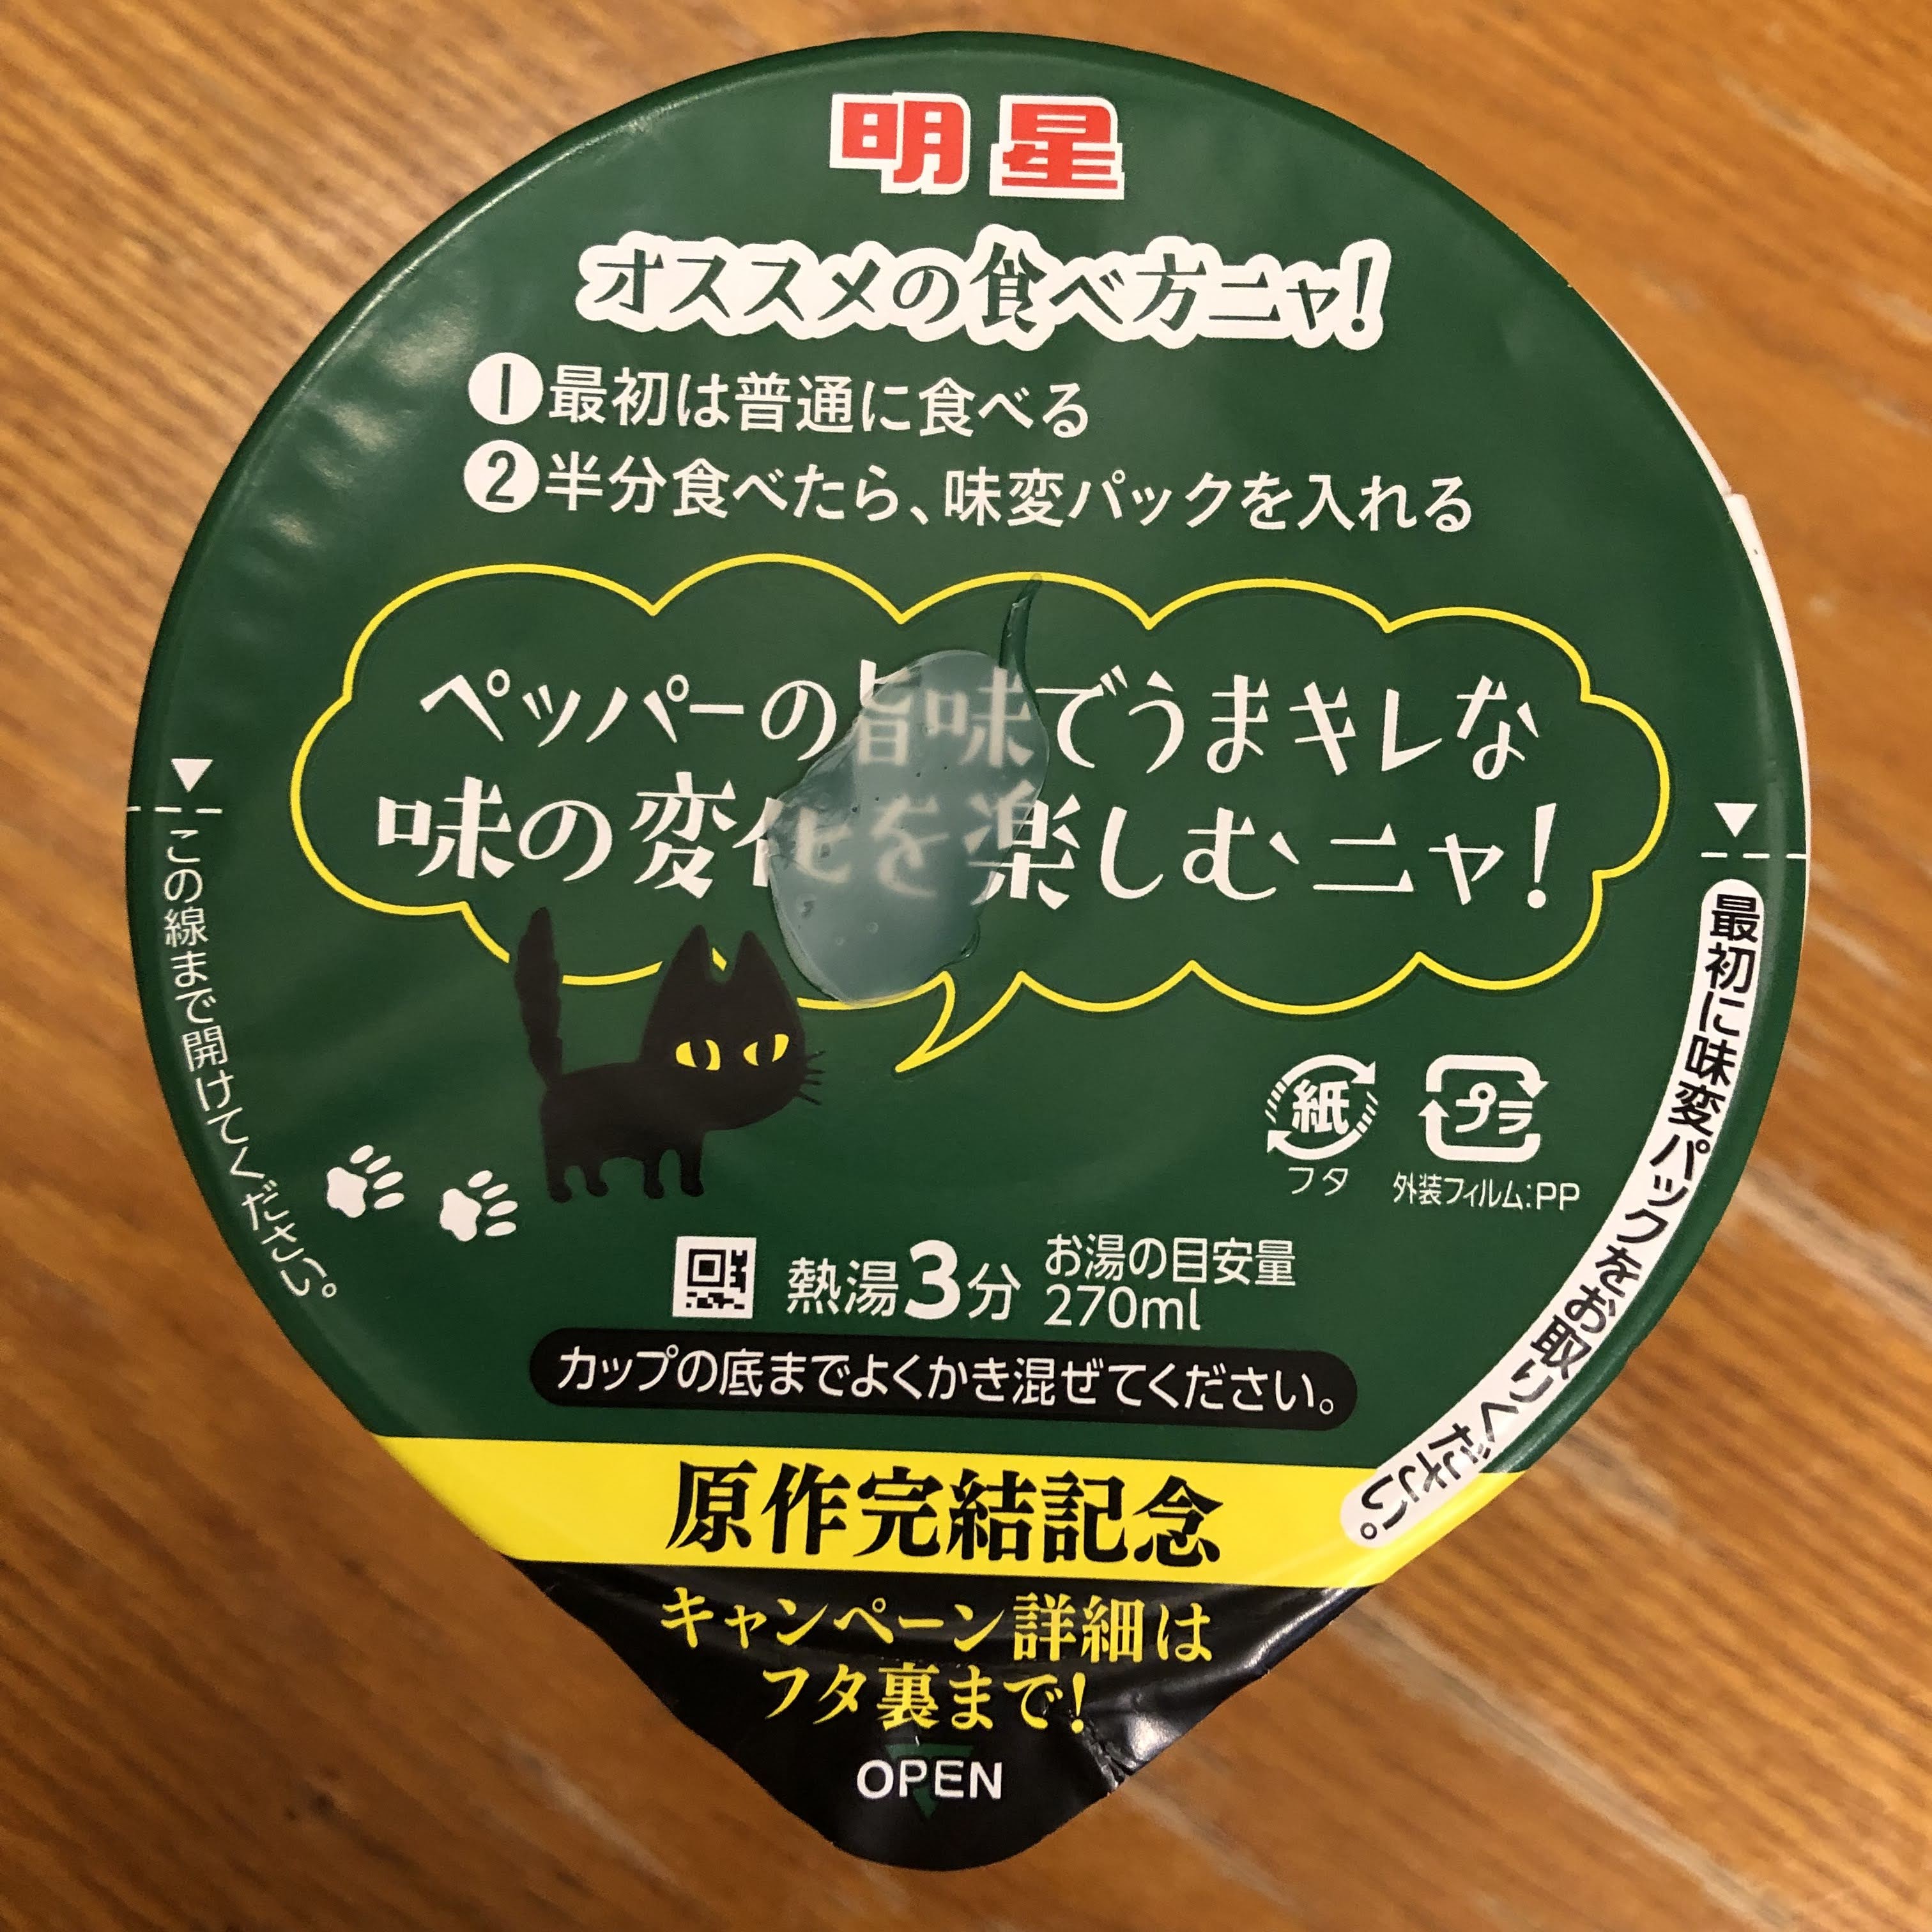 明星
オススメの食べ方ニャ!
1最初は普通に食べる
2半分食べたら、味変パックを入れる
ペッパーの旨味でうまキレな
味の変化を楽しむニャ!
この線まで開けてください。
最初に味変パックをお取りください。
紙
フタ
プラ
外装フィルム:PP
熱湯3分
お湯の目安量
270ml
カップの底までよくかき混ぜてください。
原作完結記念
キャンペーン詳細は
フタ裏まで!
OPEN